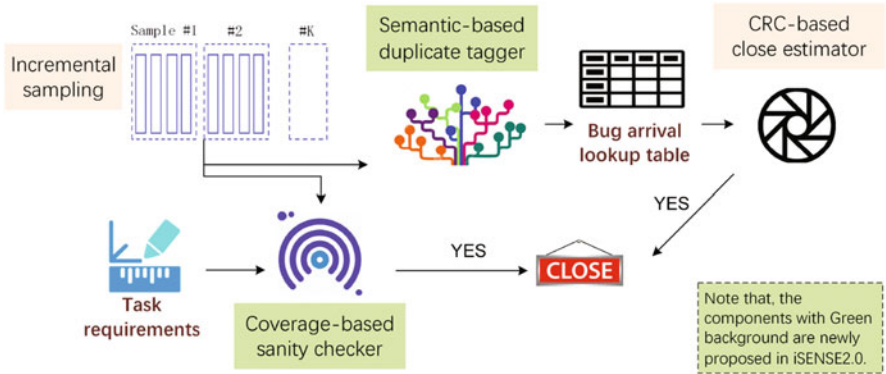 Sample #1
#2
#K
Incremental
sampling
Semantic-based
duplicate tagger
CRC-based
close estimator
Bug arrival
lookup table
YES
YES
CLOSE
Task
requirements
Coverage-based
sanity checker
Note that, the
components with Green
background are newly
proposed in iSENSE2.0.